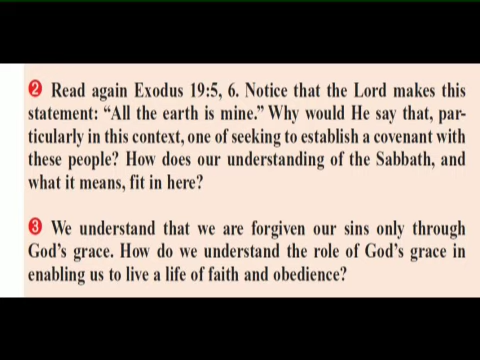 2 Read again Exodus 19:5, 6. Notice that the Lord makes this
statement: “All the earth is mine.” Why would He say that, par-
ticularly in this context, one of seeking to establish a covenant with
these people? How does our understanding of the Sabbath, and
what it means, fit in here?
3 We understand that we are forgiven our sins only through
God’s grace. How do we understand the role of God’s grace in
enabling us to live a life of faith and obedience?